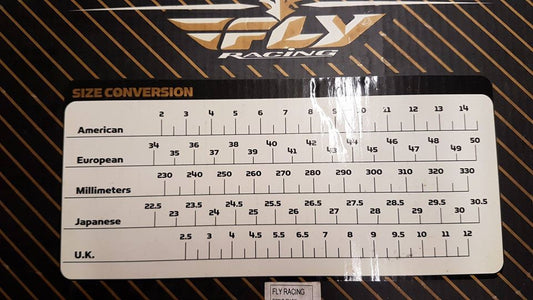 FLY
RACING
SIZE CONVERSION
American 2 3 4 5 6 7 8 9 10 11 12 13 14
European 34 35 36 37 38 39 40 41 42 43 44 45 46 47 48 49 50
Millimeters 230 240 250 260 270 280 290 300 310 320 330
Japanese 22.5 23 23.5 24 24.5 25 25.5 26 26.5 27 27.5 28 28.5 29 29.5 30 30.5
U.K. 2.5 3 4 4.5 5.5 6.5 7 8 9 9.5 10 11 12
FLY RACING